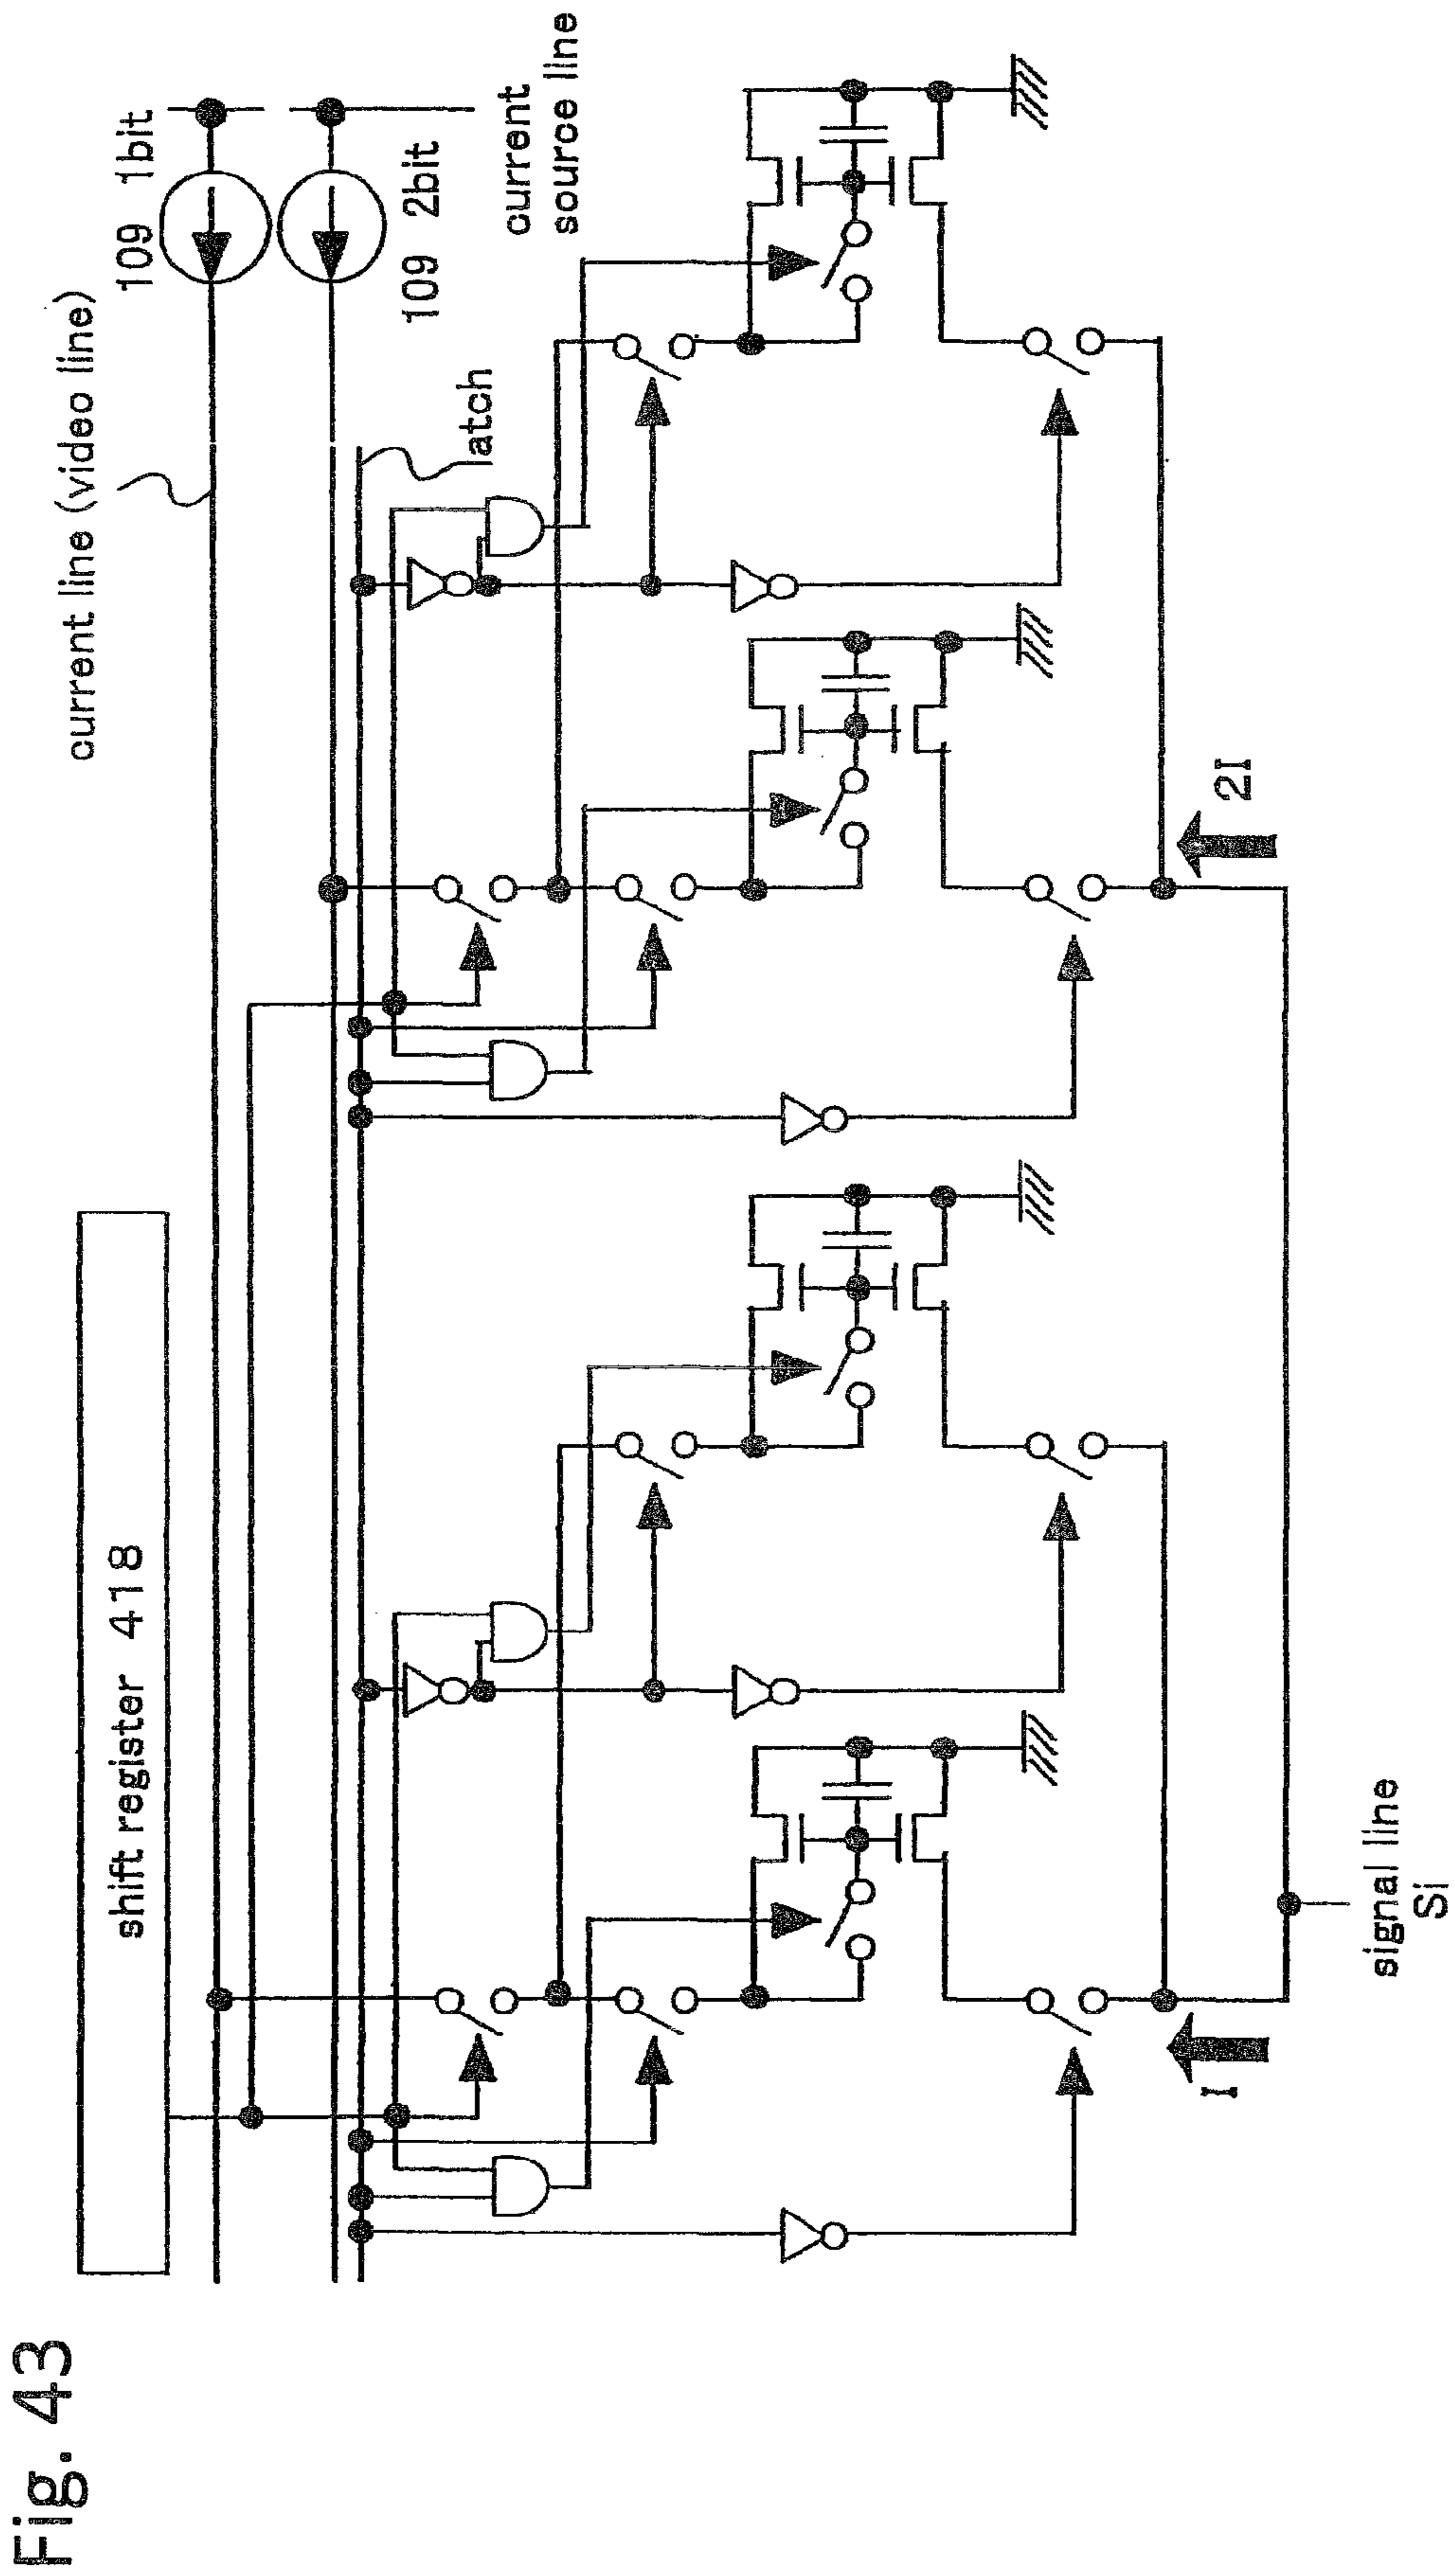 Fig. 43
shift register 418
current line (video line)
109 1bit
109 2bit
current
source line
latch
I
2I
signal line
Si